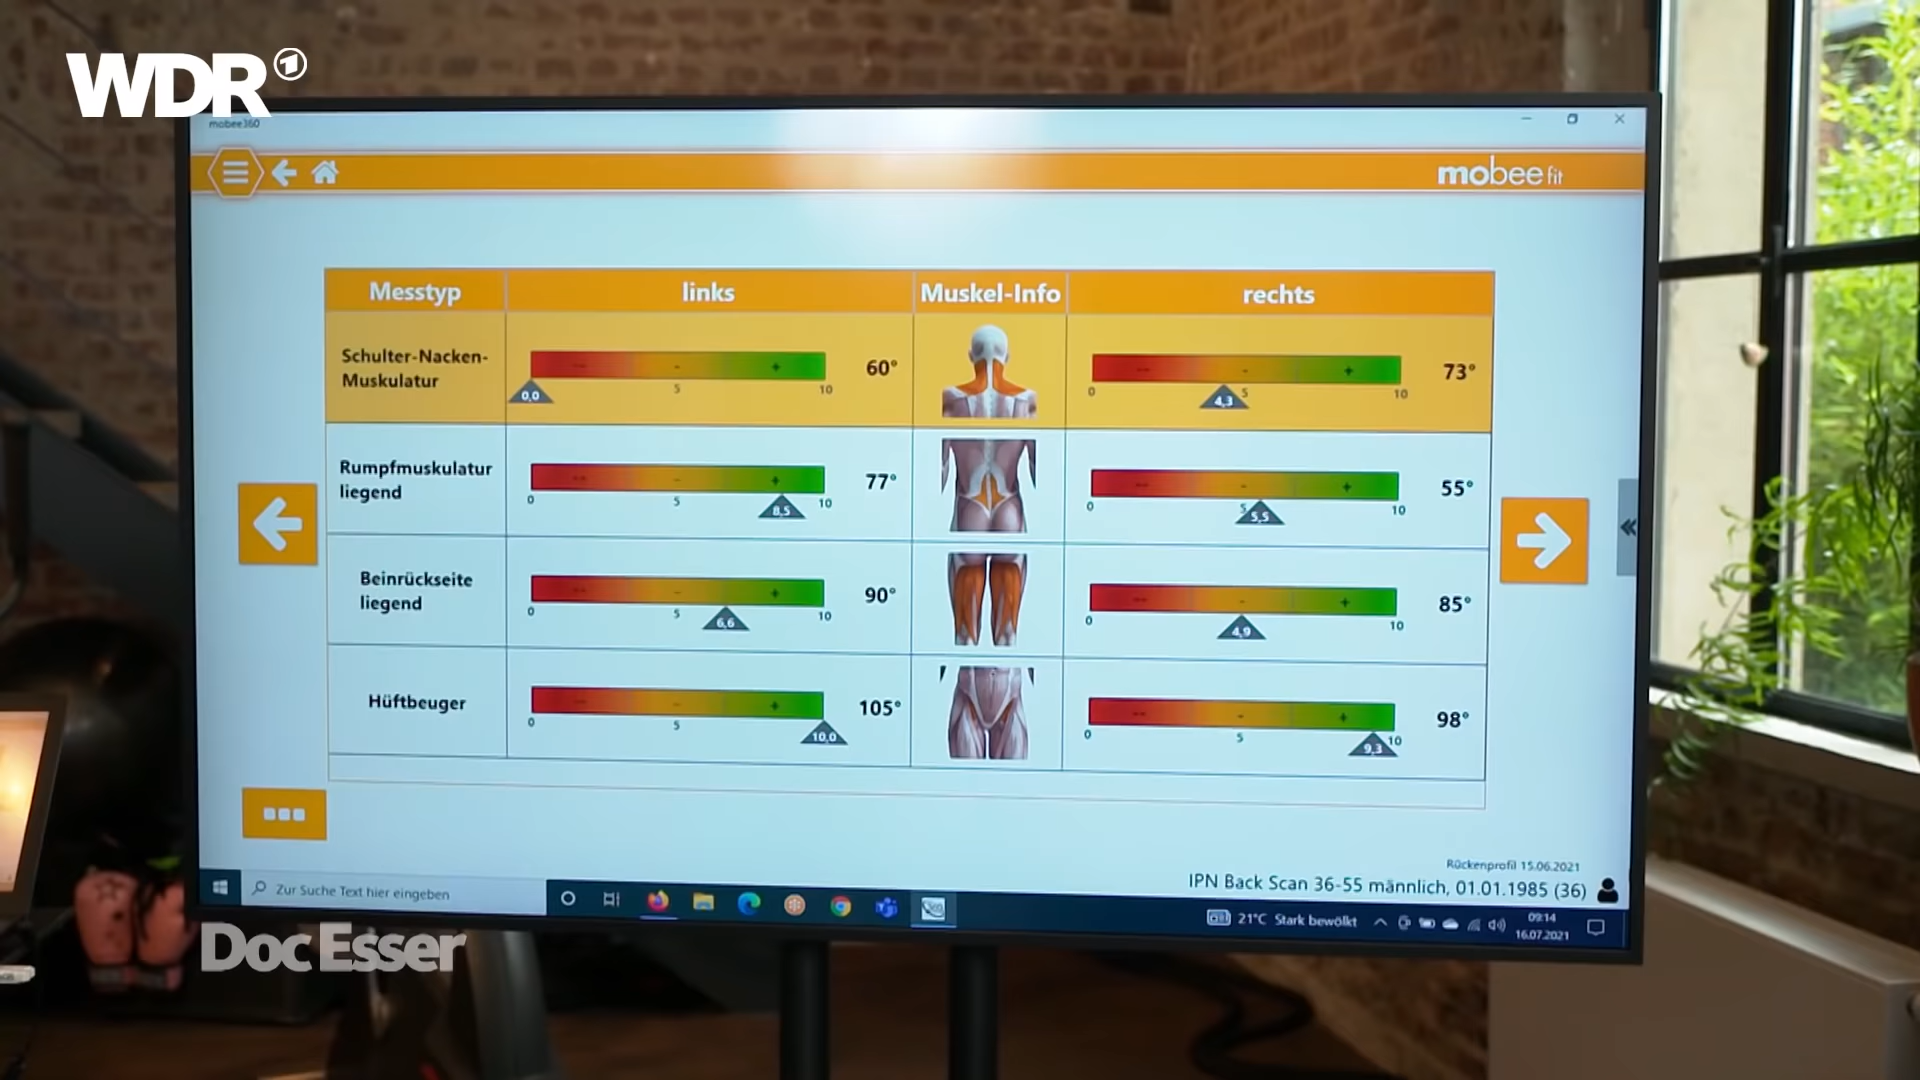 WDR
mobee360
mobee fit
Messtyp links Muskel-Info rechts
Schulter-Nacken-
Muskulatur
-- - + 60° -- - + 73°
0,0 5 10 0 4,3 5 10
Rumpfmuskulatur
liegend
-- - + 77° -- - + 55°
0 5 8,5 10 0 5 5,5 10
Beinrückseite
liegend
-- - + 90° -- - + 85°
0 5 6,6 10 0 4,9 10
Hüftbeuger
-- - + 105° -- - + 98°
0 5 10,0 0 5 9,3 10
Rückenprofil 15.06.2021
IPN Back Scan 36-55 männlich, 01.01.1985 (36)
Zur Suche Text hier eingeben
21°C Stark bewölkt
09:14
16.07.2021
Doc Esser